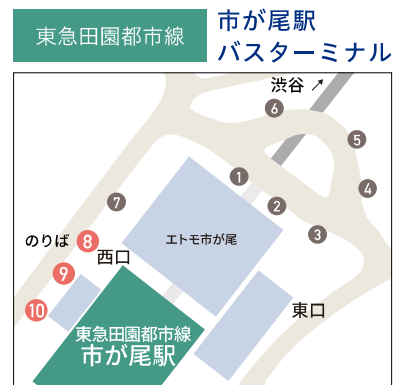 東急田園都市線
市が尾駅
バスターミナル
渋谷
6
5
1
4
7
2
3
エトモ市が尾
のりば 8
西口
9
10
東口
東急田園都市線
市が尾駅